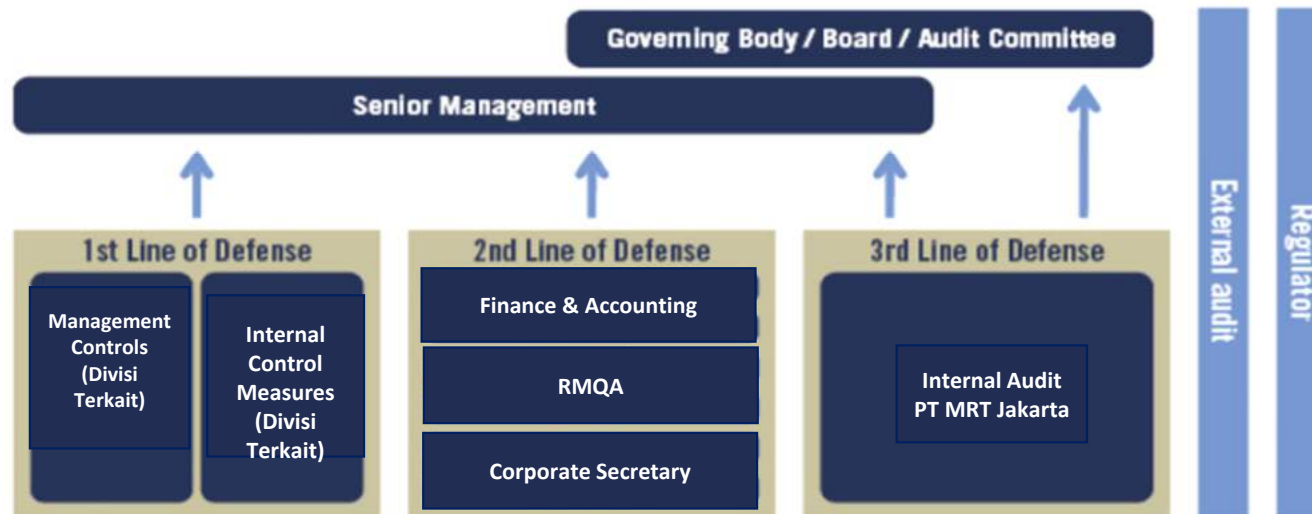 Governing Body / Board / Audit Committee
Senior Management
1st Line of Defense
Management
Controls
(Divisi
Terkait)
Internal
Control
Measures
(Divisi
Terkait)
2nd Line of Defense
Finance & Accounting
RMQA
Corporate Secretary
3rd Line of Defense
Internal Audit
PT MRT Jakarta
External audit
Regulator